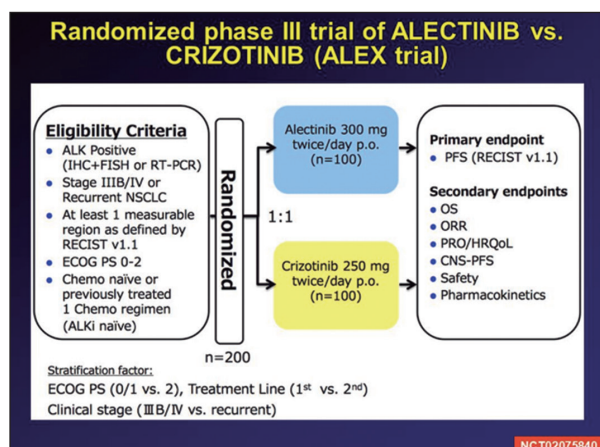 Randomized phase III trial of ALECTINIB vs.
CRIZOTINIB (ALEX trial)
Eligibility Criteria
• ALK Positive
(IHC+FISH or RT-PCR)
• Stage IIIB/IV or
Recurrent NSCLC
• At least 1 measurable
region as defined by
RECIST v1.1
• ECOG PS 0-2
• Chemo naïve or
previously treated
1 Chemo regimen
(ALKi naïve)
Randomized
n=200
1:1
Alectinib 300 mg
twice/day p.o.
(n=100)
Crizotinib 250 mg
twice/day p.o.
(n=100)
Primary endpoint
• PFS (RECIST v1.1)
Secondary endpoints
• OS
• ORR
• PRO/HRQoL
• CNS-PFS
• Safety
• Pharmacokinetics
Stratification factor:
ECOG PS (0/1 vs. 2), Treatment Line (1st vs. 2nd)
Clinical stage (ⅢB/Ⅳ vs. recurrent)
NCT02075840